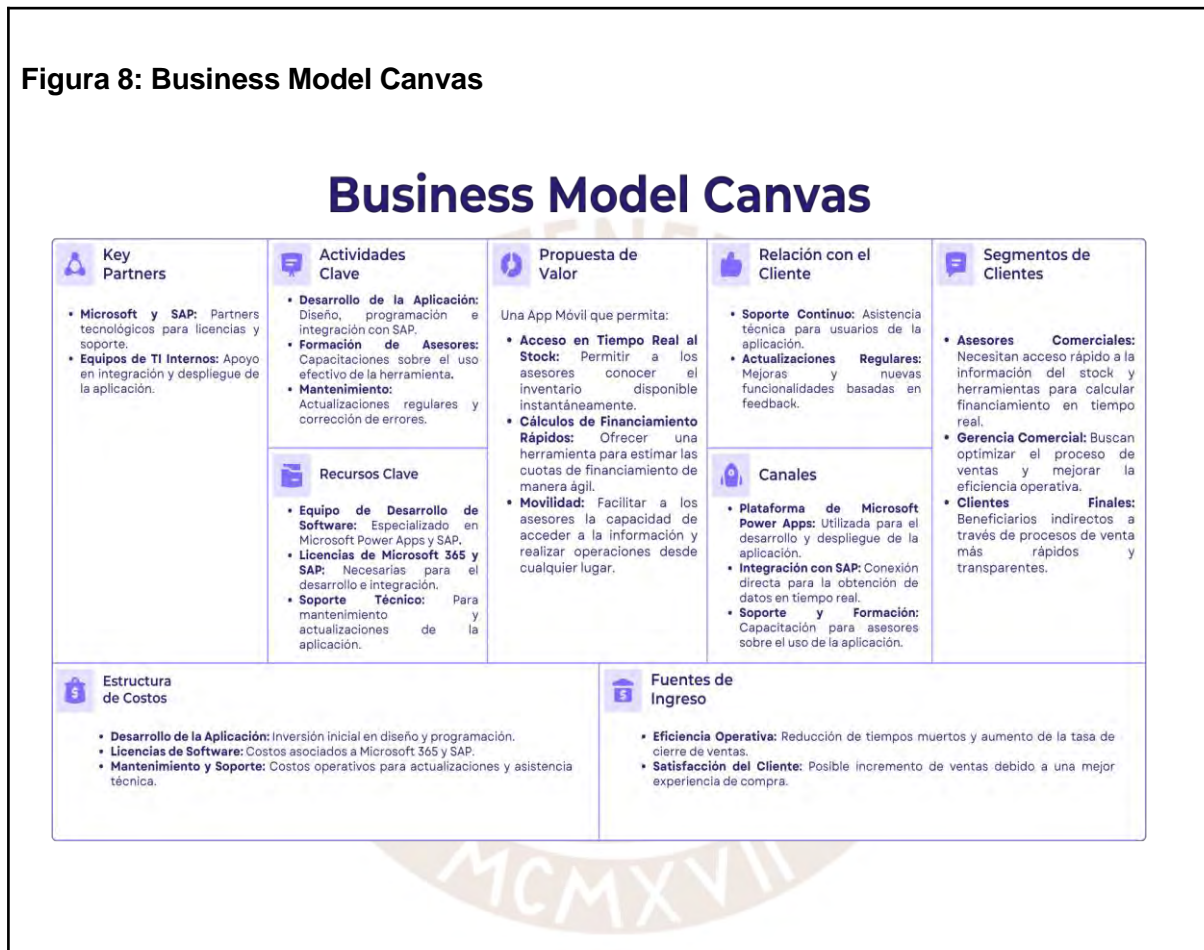 Figura 8: Business Model Canvas
Business Model Canvas
Key
Partners
• Microsoft y SAP: Partners
tecnológicos para licencias y
soporte.
• Equipos de TI Internos: Apoyo
en integración y despliegue de
la aplicación.
Actividades
Clave
• Desarrollo de la Aplicación:
Diseño, programación e
integración con SAP.
• Formación de Asesores:
Capacitaciones sobre el uso
efectivo de la herramienta.
• Mantenimiento:
Actualizaciones regulares y
corrección de errores.
Recursos Clave
• Equipo de Desarrollo de
Software: Especializado en
Microsoft Power Apps y SAP.
• Licencias de Microsoft 365 y
SAP: Necesarias para el
desarrollo e integración.
• Soporte Técnico: Para
mantenimiento y
actualizaciones de la
aplicación.
Propuesta de
Valor
Una App Móvil que permita:
• Acceso en Tiempo Real al
Stock: Permitir a los
asesores conocer el
inventario disponible
instantáneamente.
• Cálculos de Financiamiento
Rápidos: Ofrecer una
herramienta para estimar las
cuotas de financiamiento de
manera ágil.
• Movilidad: Facilitar a los
asesores la capacidad de
acceder a la información y
realizar operaciones desde
cualquier lugar.
Relación con el
Cliente
• Soporte Continuo: Asistencia
técnica para usuarios de la
aplicación.
• Actualizaciones Regulares:
Mejoras y nuevas
funcionalidades basadas en
feedback.
Canales
• Plataforma de Microsoft
Power Apps: Utilizada para el
desarrollo y despliegue de la
aplicación.
• Integración con SAP: Conexión
directa para la obtención de
datos en tiempo real.
• Soporte y Formación:
Capacitación para asesores
sobre el uso de la aplicación.
Segmentos de
Clientes
• Asesores Comerciales:
Necesitan acceso rápido a la
información del stock y
herramientas para calcular
financiamiento en tiempo
real.
• Gerencia Comercial: Buscan
optimizar el proceso de
ventas y mejorar la
eficiencia operativa.
• Clientes Finales:
Beneficiarios indirectos a
través de procesos de venta
más rápidos y
transparentes.
Estructura
de Costos
• Desarrollo de la Aplicación: Inversión inicial en diseño y programación.
• Licencias de Software: Costos asociados a Microsoft 365 y SAP.
• Mantenimiento y Soporte: Costos operativos para actualizaciones y asistencia
técnica.
Fuentes de
Ingreso
• Eficiencia Operativa: Reducción de tiempos muertos y aumento de la tasa de
cierre de ventas.
• Satisfacción del Cliente: Posible incremento de ventas debido a una mejor
experiencia de compra.
MCMXVII